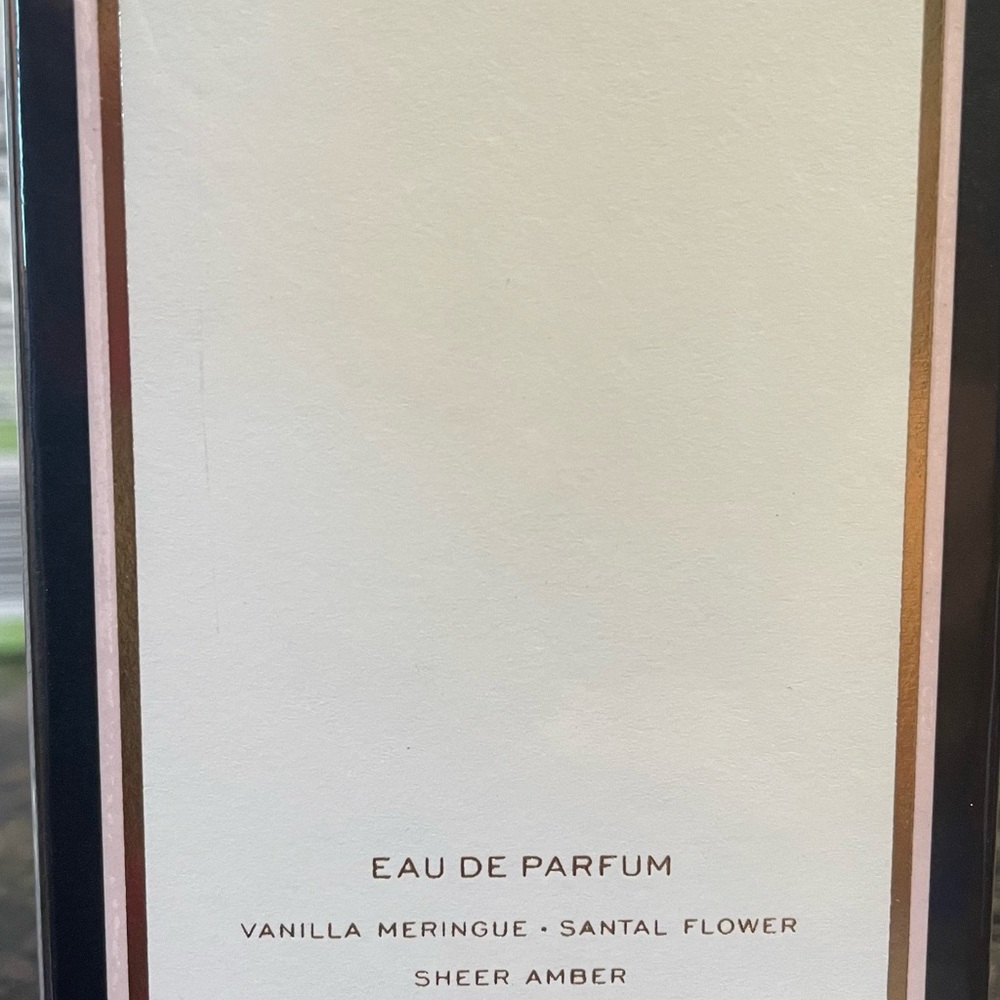 EAU DE PARFUM
VANILLA MERINGUE • SANTAL FLOWER
SHEER AMBER